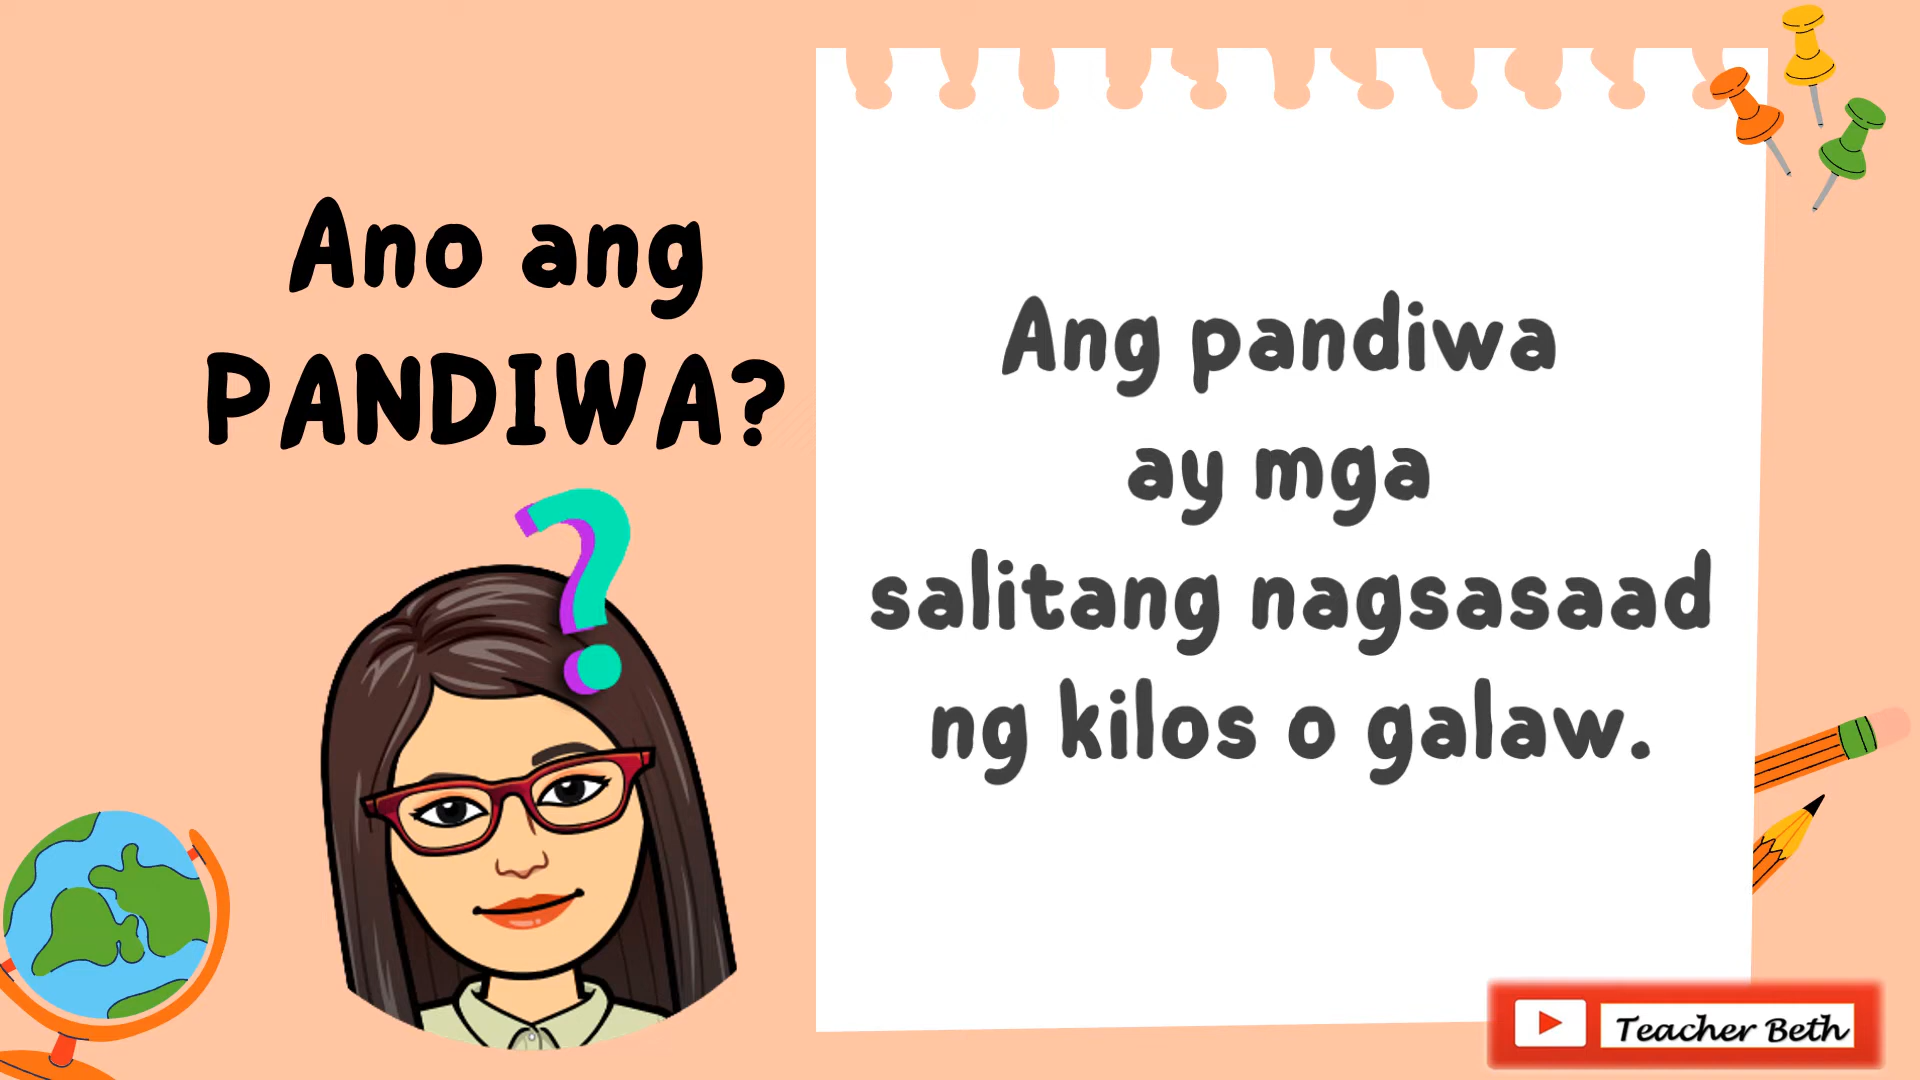 Ano ang
PANDIWA?
Ang pandiwa
ay mga
salitang nagsasaad
ng kilos o galaw.
Teacher Beth